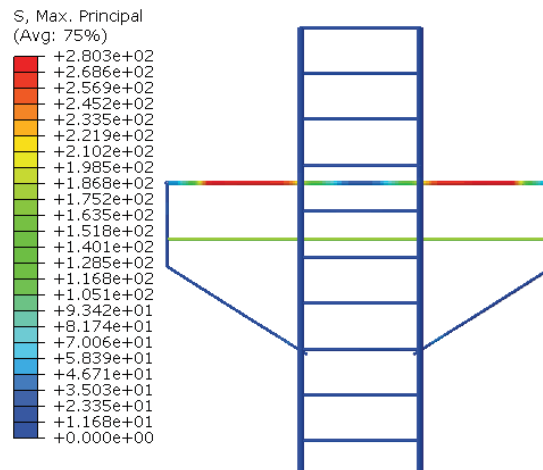 S, Max. Principal
(Avg: 75%)
+2.803e+02
+2.686e+02
+2.569e+02
+2.452e+02
+2.335e+02
+2.219e+02
+2.102e+02
+1.985e+02
+1.868e+02
+1.752e+02
+1.635e+02
+1.518e+02
+1.401e+02
+1.285e+02
+1.168e+02
+1.051e+02
+9.342e+01
+8.174e+01
+7.006e+01
+5.839e+01
+4.671e+01
+3.503e+01
+2.335e+01
+1.168e+01
+0.000e+00